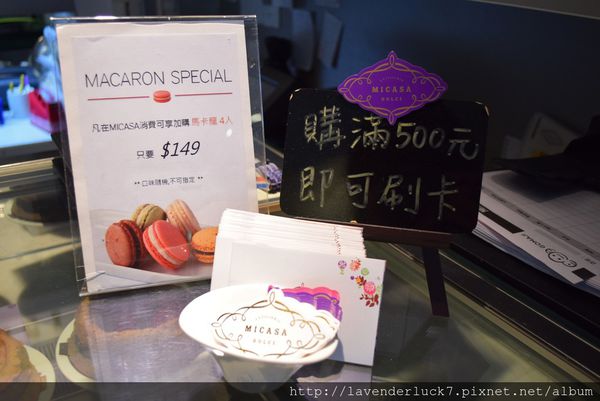 MACARON SPECIAL
凡在MICASA消費可享加購 馬卡龍 4入
只要 $149
** 口味隨機,不可指定 **
MICASA
DOLCE
購滿500元
即可刷卡
MICASA
DOLCE
http://lavenderluck7.pixnet.net/album